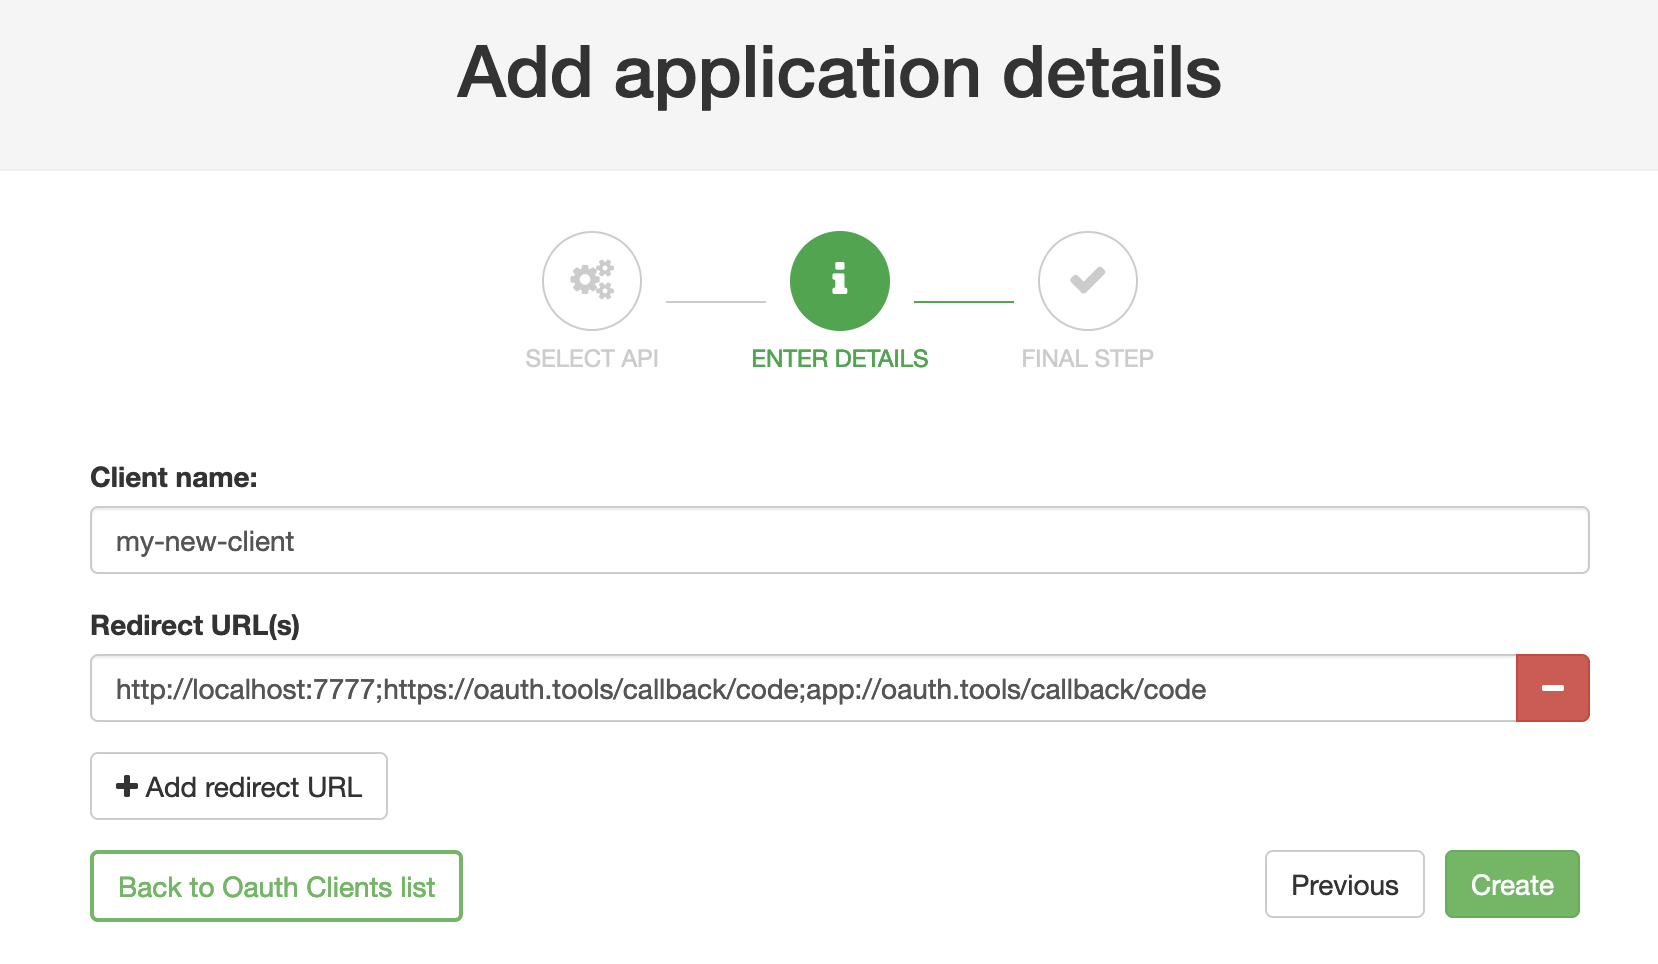 Add application details
SELECT API
ENTER DETAILS
FINAL STEP
Client name:
my-new-client
Redirect URL(s)
http://localhost:7777;https://oauth.tools/callback/code;app://oauth.tools/callback/code
Add redirect URL
Back to Oauth Clients list
Previous
Create